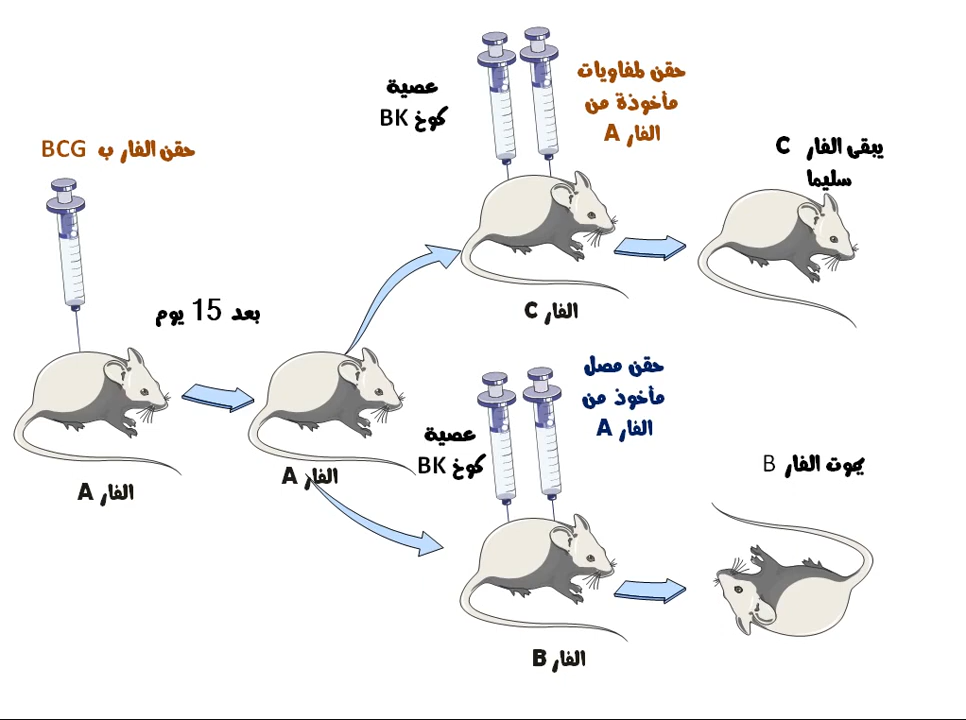 حقن الفار ب BCG
بعد 15 يوم
الفار A
الفار A
عصية
كوخ BK
حقن لمفاويات
مأخوذة من
الفار A
الفار C
يبقى الفار C
سليما
عصية
كوخ BK
حقن مصل
مأخوذ من
الفار A
الفار B
يموت الفار B